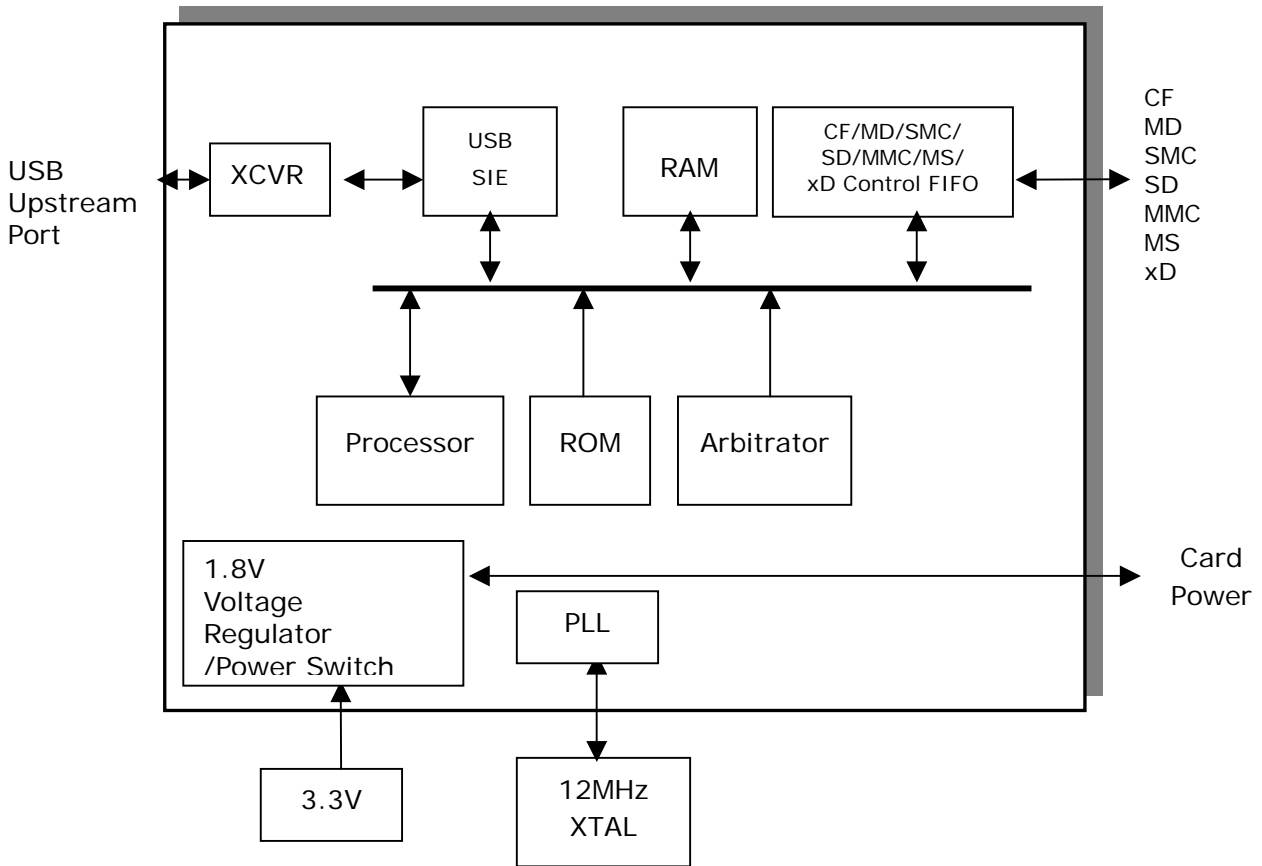 USB
Upstream
Port
XCVR
USB
SIE
RAM
CF/MD/SMC/
SD/MMC/MS/
xD Control FIFO
CF
MD
SMC
SD
MMC
MS
xD
Processor
ROM
Arbitrator
1.8V
Voltage
Regulator
/Power Switch
PLL
Card
Power
3.3V
12MHz
XTAL